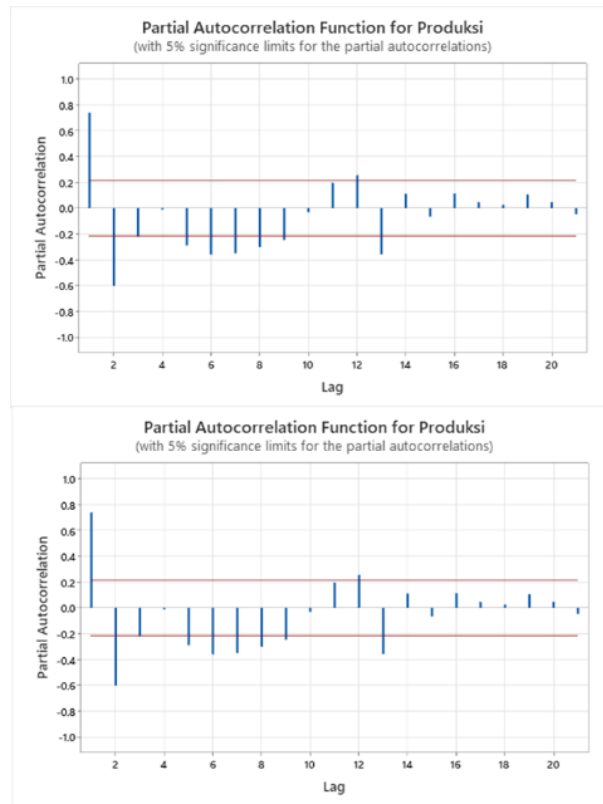 Partial Autocorrelation Function for Produksi
(with 5% significance limits for the partial autocorrelations)
1.0
0.8
0.6
0.4
0.2
0.0
-0.2
-0.4
-0.6
-0.8
-1.0
Partial Autocorrelation
2 4 6 8 10 12 14 16 18 20
Lag
Partial Autocorrelation Function for Produksi
(with 5% significance limits for the partial autocorrelations)
1.0
0.8
0.6
0.4
0.2
0.0
-0.2
-0.4
-0.6
-0.8
-1.0
Partial Autocorrelation
2 4 6 8 10 12 14 16 18 20
Lag